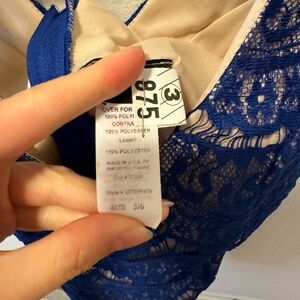 875
3
OVER FOR
100% POLY
CONTRA
100% POLYESTER
LINING
100% POLYESTER
MADE IN U.S.A. OF
IMPORTED FABRIC
SIZE 5/6